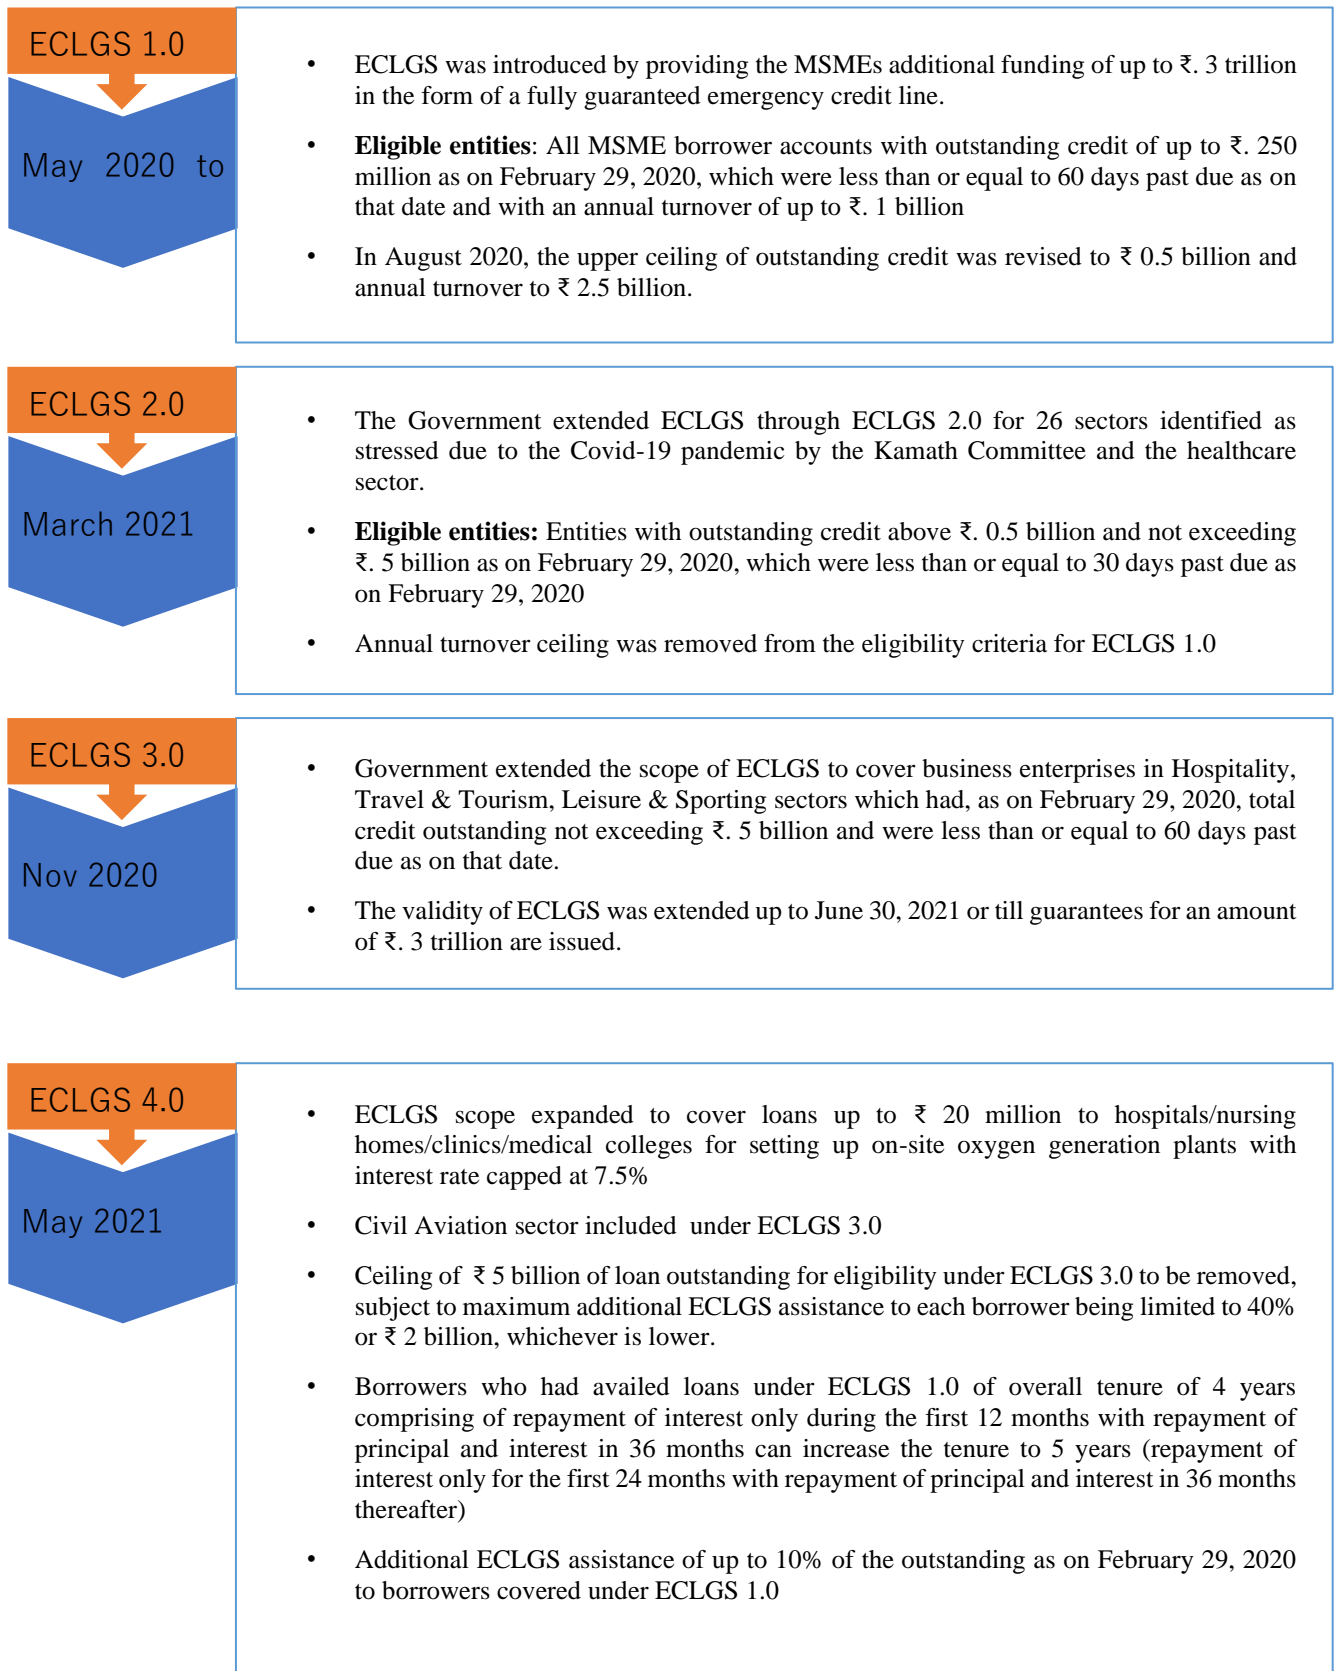 ECLGS 1.0
May 2020 to
• ECLGS was introduced by providing the MSMEs additional funding of up to ₹. 3 trillion
in the form of a fully guaranteed emergency credit line.
• Eligible entities: All MSME borrower accounts with outstanding credit of up to ₹. 250
million as on February 29, 2020, which were less than or equal to 60 days past due as on
that date and with an annual turnover of up to ₹. 1 billion
• In August 2020, the upper ceiling of outstanding credit was revised to ₹ 0.5 billion and
annual turnover to ₹ 2.5 billion.
ECLGS 2.0
March 2021
• The Government extended ECLGS through ECLGS 2.0 for 26 sectors identified as
stressed due to the Covid-19 pandemic by the Kamath Committee and the healthcare
sector.
• Eligible entities: Entities with outstanding credit above ₹. 0.5 billion and not exceeding
₹. 5 billion as on February 29, 2020, which were less than or equal to 30 days past due as
on February 29, 2020
• Annual turnover ceiling was removed from the eligibility criteria for ECLGS 1.0
ECLGS 3.0
Nov 2020
• Government extended the scope of ECLGS to cover business enterprises in Hospitality,
Travel & Tourism, Leisure & Sporting sectors which had, as on February 29, 2020, total
credit outstanding not exceeding ₹. 5 billion and were less than or equal to 60 days past
due as on that date.
• The validity of ECLGS was extended up to June 30, 2021 or till guarantees for an amount
of ₹. 3 trillion are issued.
ECLGS 4.0
May 2021
• ECLGS scope expanded to cover loans up to ₹ 20 million to hospitals/nursing
homes/clinics/medical colleges for setting up on-site oxygen generation plants with
interest rate capped at 7.5%
• Civil Aviation sector included under ECLGS 3.0
• Ceiling of ₹ 5 billion of loan outstanding for eligibility under ECLGS 3.0 to be removed,
subject to maximum additional ECLGS assistance to each borrower being limited to 40%
or ₹ 2 billion, whichever is lower.
• Borrowers who had availed loans under ECLGS 1.0 of overall tenure of 4 years
comprising of repayment of interest only during the first 12 months with repayment of
principal and interest in 36 months can increase the tenure to 5 years (repayment of
interest only for the first 24 months with repayment of principal and interest in 36 months
thereafter)
• Additional ECLGS assistance of up to 10% of the outstanding as on February 29, 2020
to borrowers covered under ECLGS 1.0